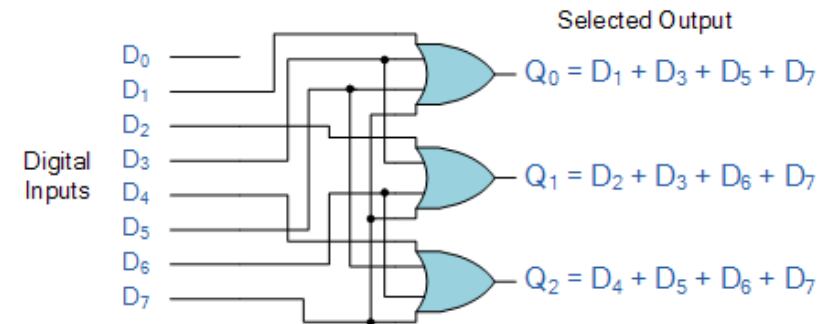 Selected Output
D₀
D₁
D₂
D₃
D₄
D₅
D₆
D₇
Digital
Inputs
Q₀ = D₁ + D₃ + D₅ + D₇
Q₁ = D₂ + D₃ + D₆ + D₇
Q₂ = D₄ + D₅ + D₆ + D₇